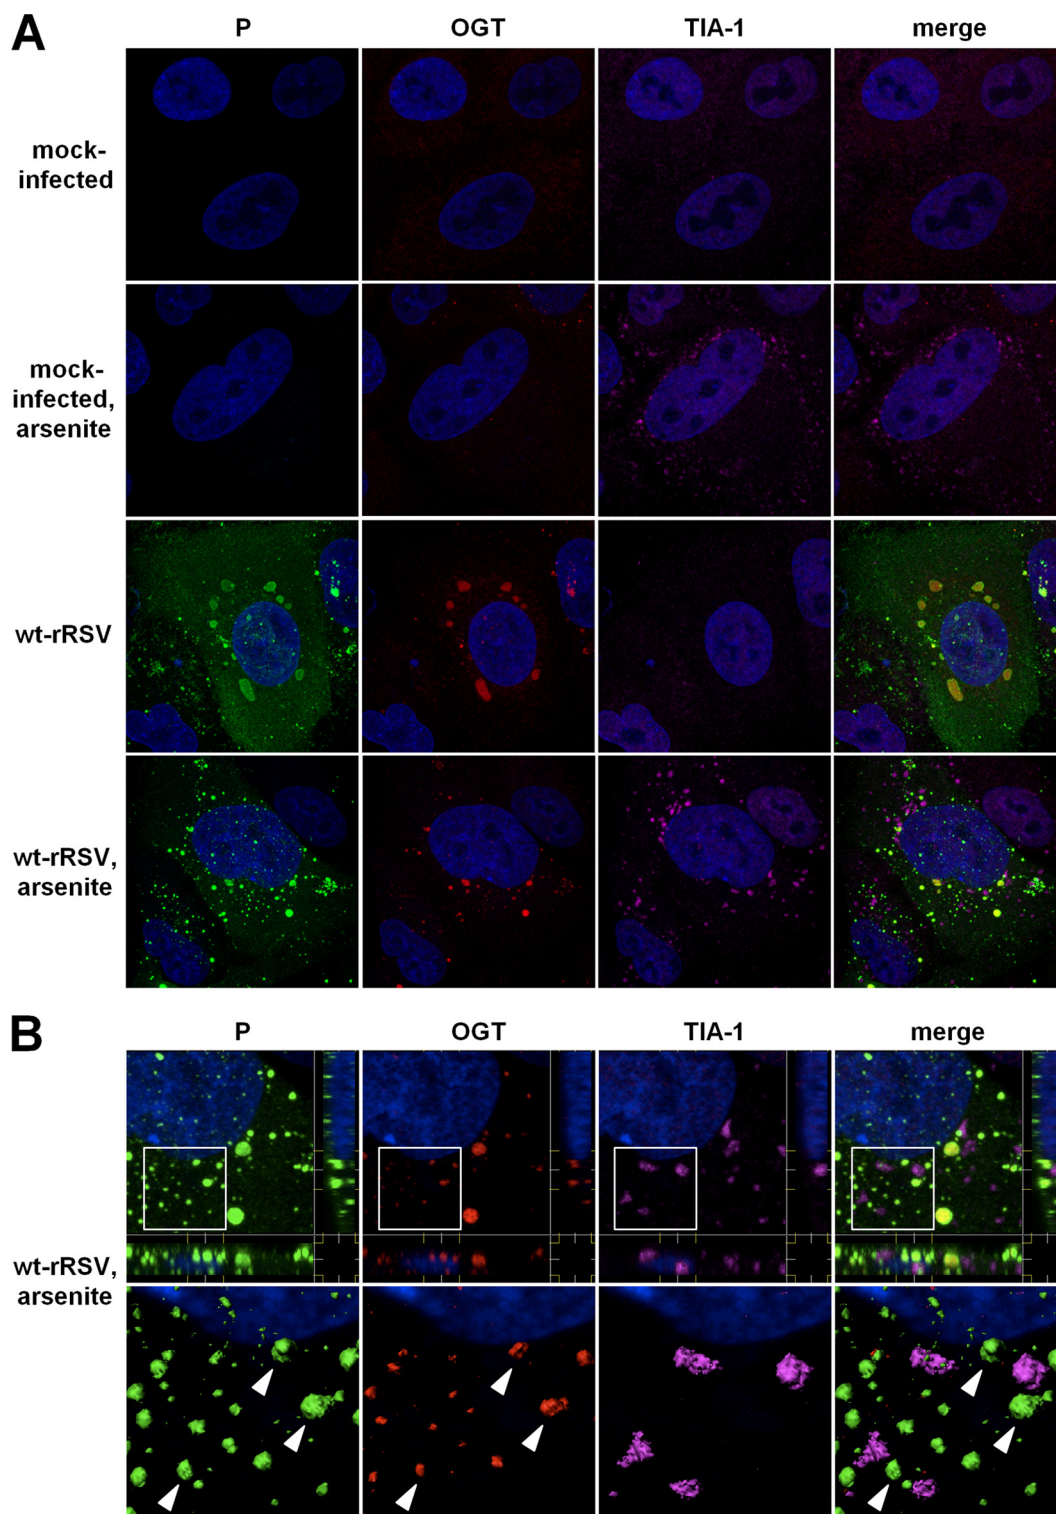 A
P OGT TIA-1 merge
mock-
infected
mock-
infected,
arsenite
wt-rRSV
wt-rRSV,
arsenite
B
P OGT TIA-1 merge
wt-rRSV,
arsenite